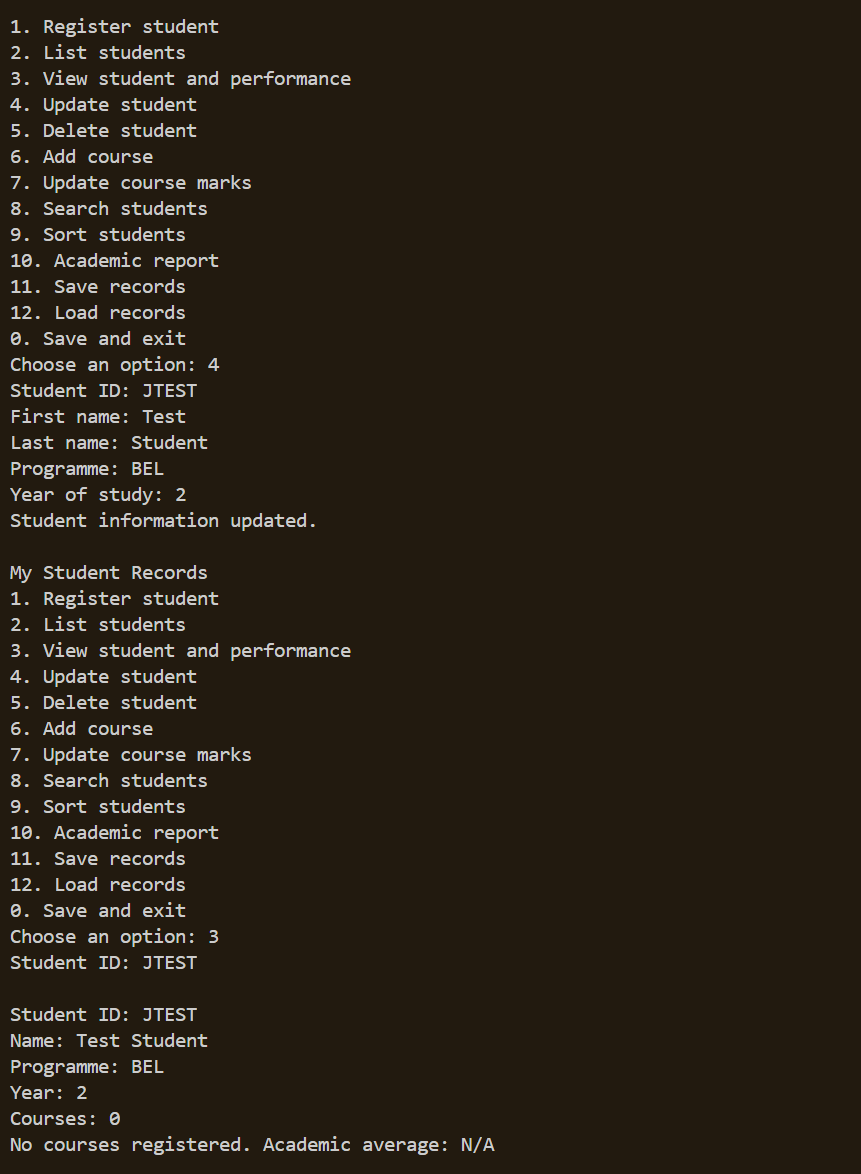 1. Register student
2. List students
3. View student and performance
4. Update student
5. Delete student
6. Add course
7. Update course marks
8. Search students
9. Sort students
10. Academic report
11. Save records
12. Load records
0. Save and exit
Choose an option: 4
Student ID: JTEST
First name: Test
Last name: Student
Programme: BEL
Year of study: 2
Student information updated.

My Student Records
1. Register student
2. List students
3. View student and performance
4. Update student
5. Delete student
6. Add course
7. Update course marks
8. Search students
9. Sort students
10. Academic report
11. Save records
12. Load records
0. Save and exit
Choose an option: 3
Student ID: JTEST

Student ID: JTEST
Name: Test Student
Programme: BEL
Year: 2
Courses: 0
No courses registered. Academic average: N/A